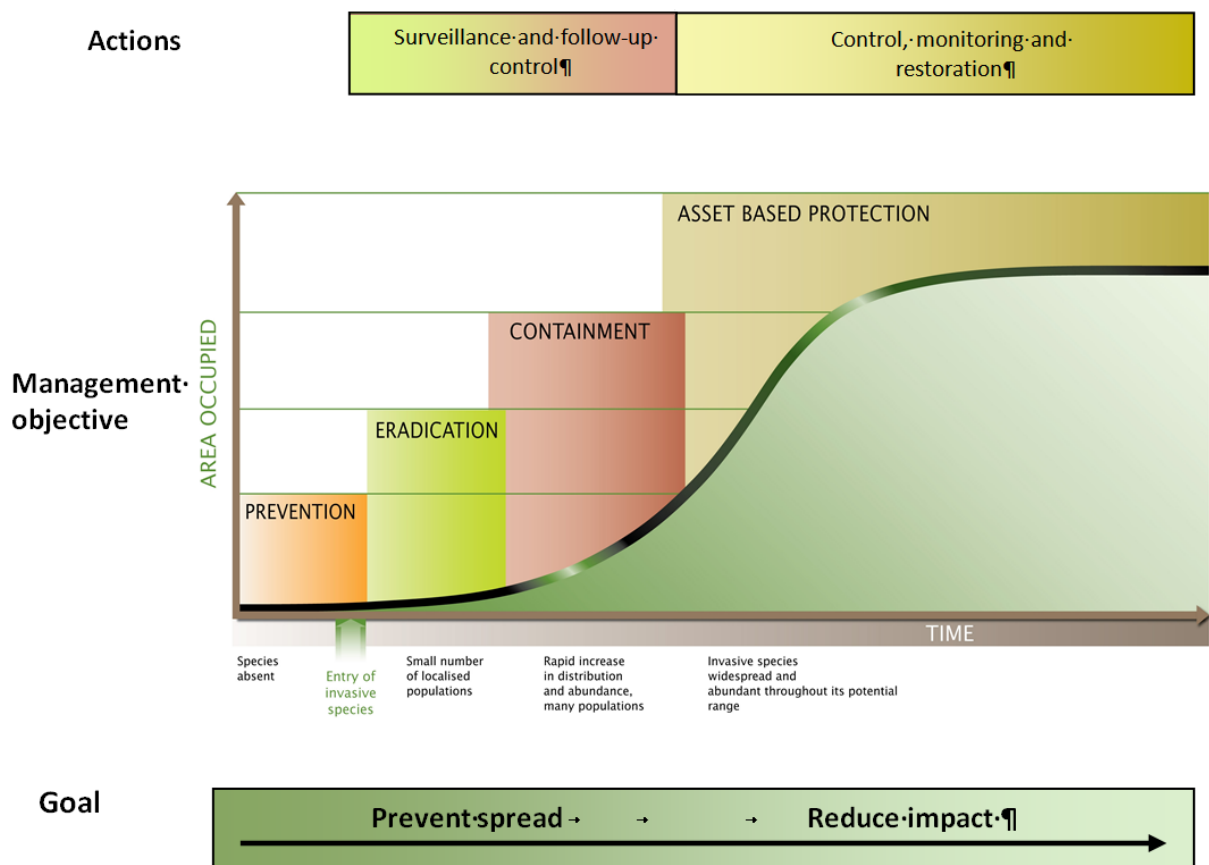 Actions
Surveillance·and·follow-up·
control¶
Control,·monitoring·and·
restoration¶
Management·
objective
AREA OCCUPIED
ASSET BASED PROTECTION
CONTAINMENT
ERADICATION
PREVENTION
TIME
Species
absent
Entry of
invasive
species
Small number
of localised
populations
Rapid increase
in distribution
and abundance,
many populations
Invasive species
widespread and
abundant throughout its potential
range
Goal
Prevent·spread → → → Reduce·impact·¶